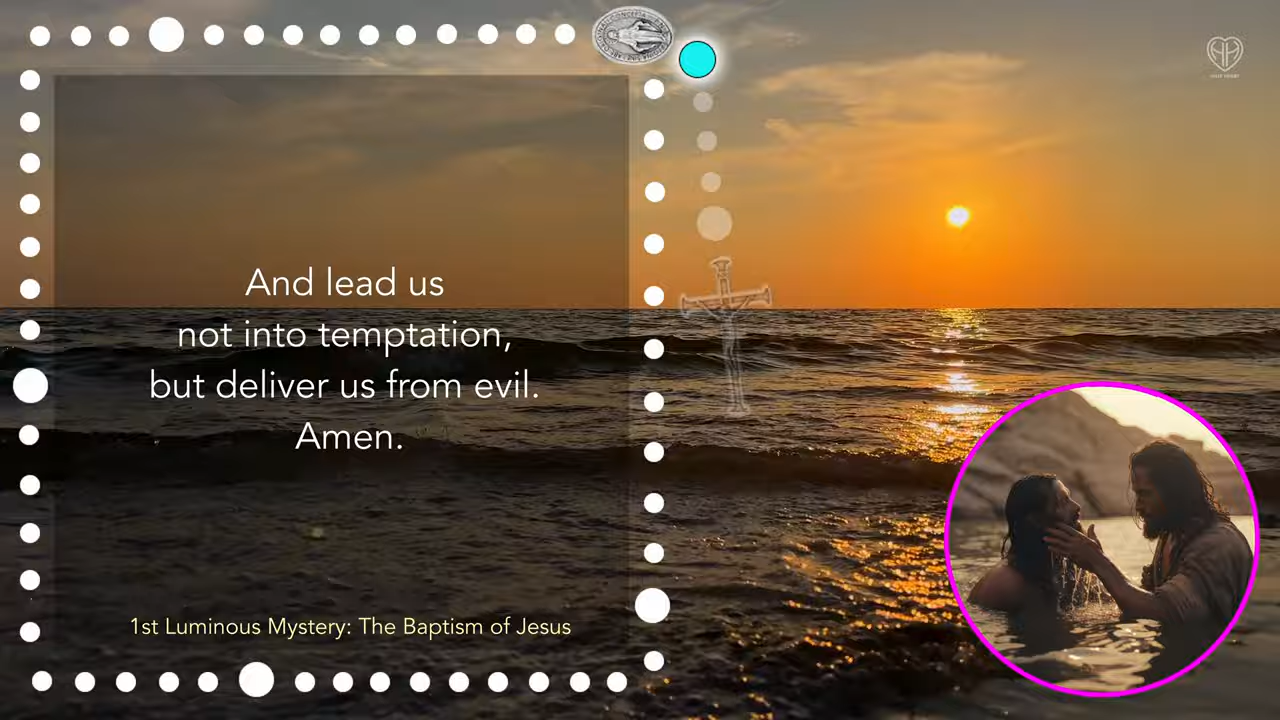 And lead us
not into temptation,
but deliver us from evil.
Amen.
1st Luminous Mystery: The Baptism of Jesus